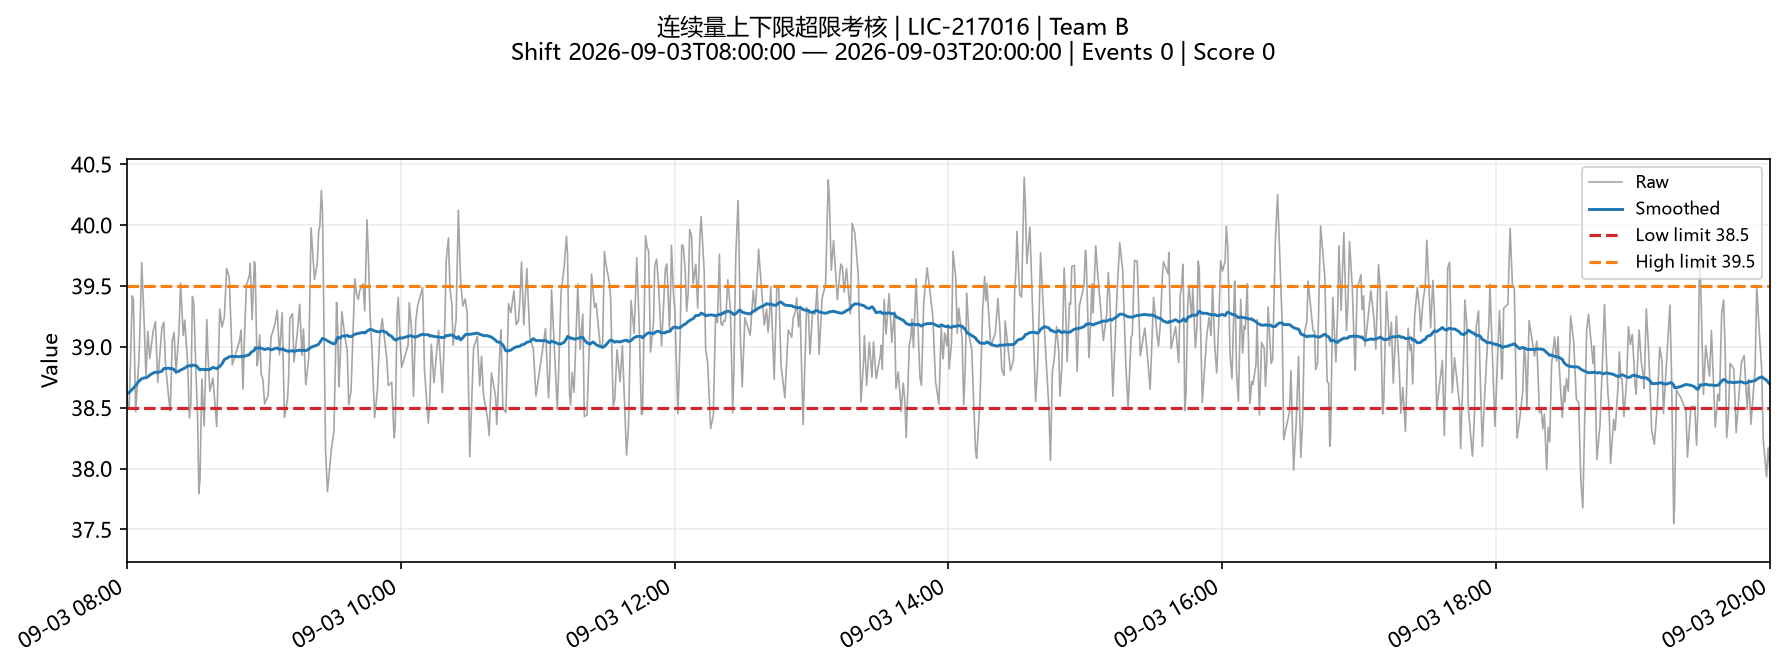 连续量上下限超限考核 | LIC-217016 | Team B
Shift 2026-09-03T08:00:00 — 2026-09-03T20:00:00 | Events 0 | Score 0
Raw
Smoothed
Low limit 38.5
High limit 39.5
Value
40.5
40.0
39.5
39.0
38.5
38.0
37.5
09-03 08:00
09-03 10:00
09-03 12:00
09-03 14:00
09-03 16:00
09-03 18:00
09-03 20:00